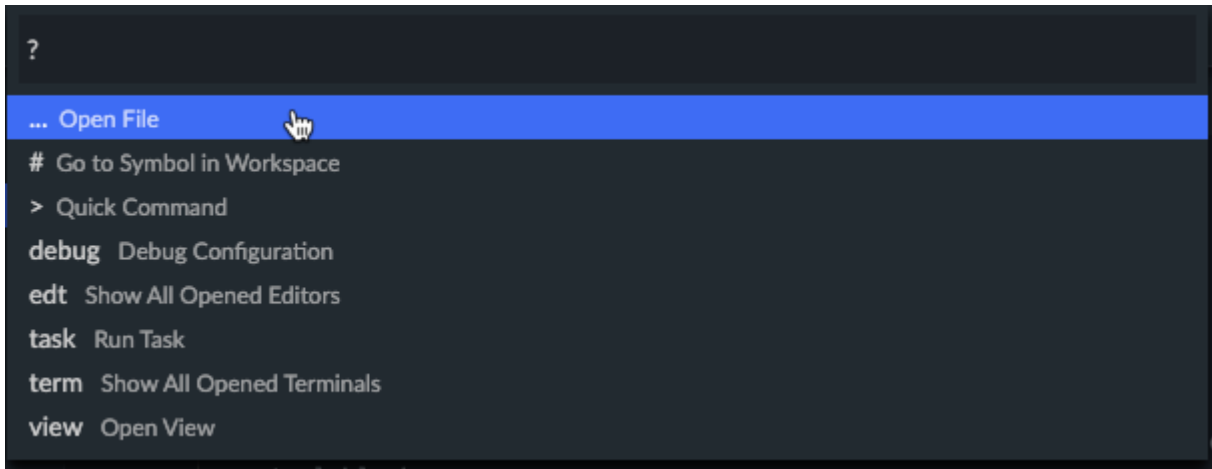 ?
... Open File
# Go to Symbol in Workspace
> Quick Command
debug Debug Configuration
edt Show All Opened Editors
task Run Task
term Show All Opened Terminals
view Open View